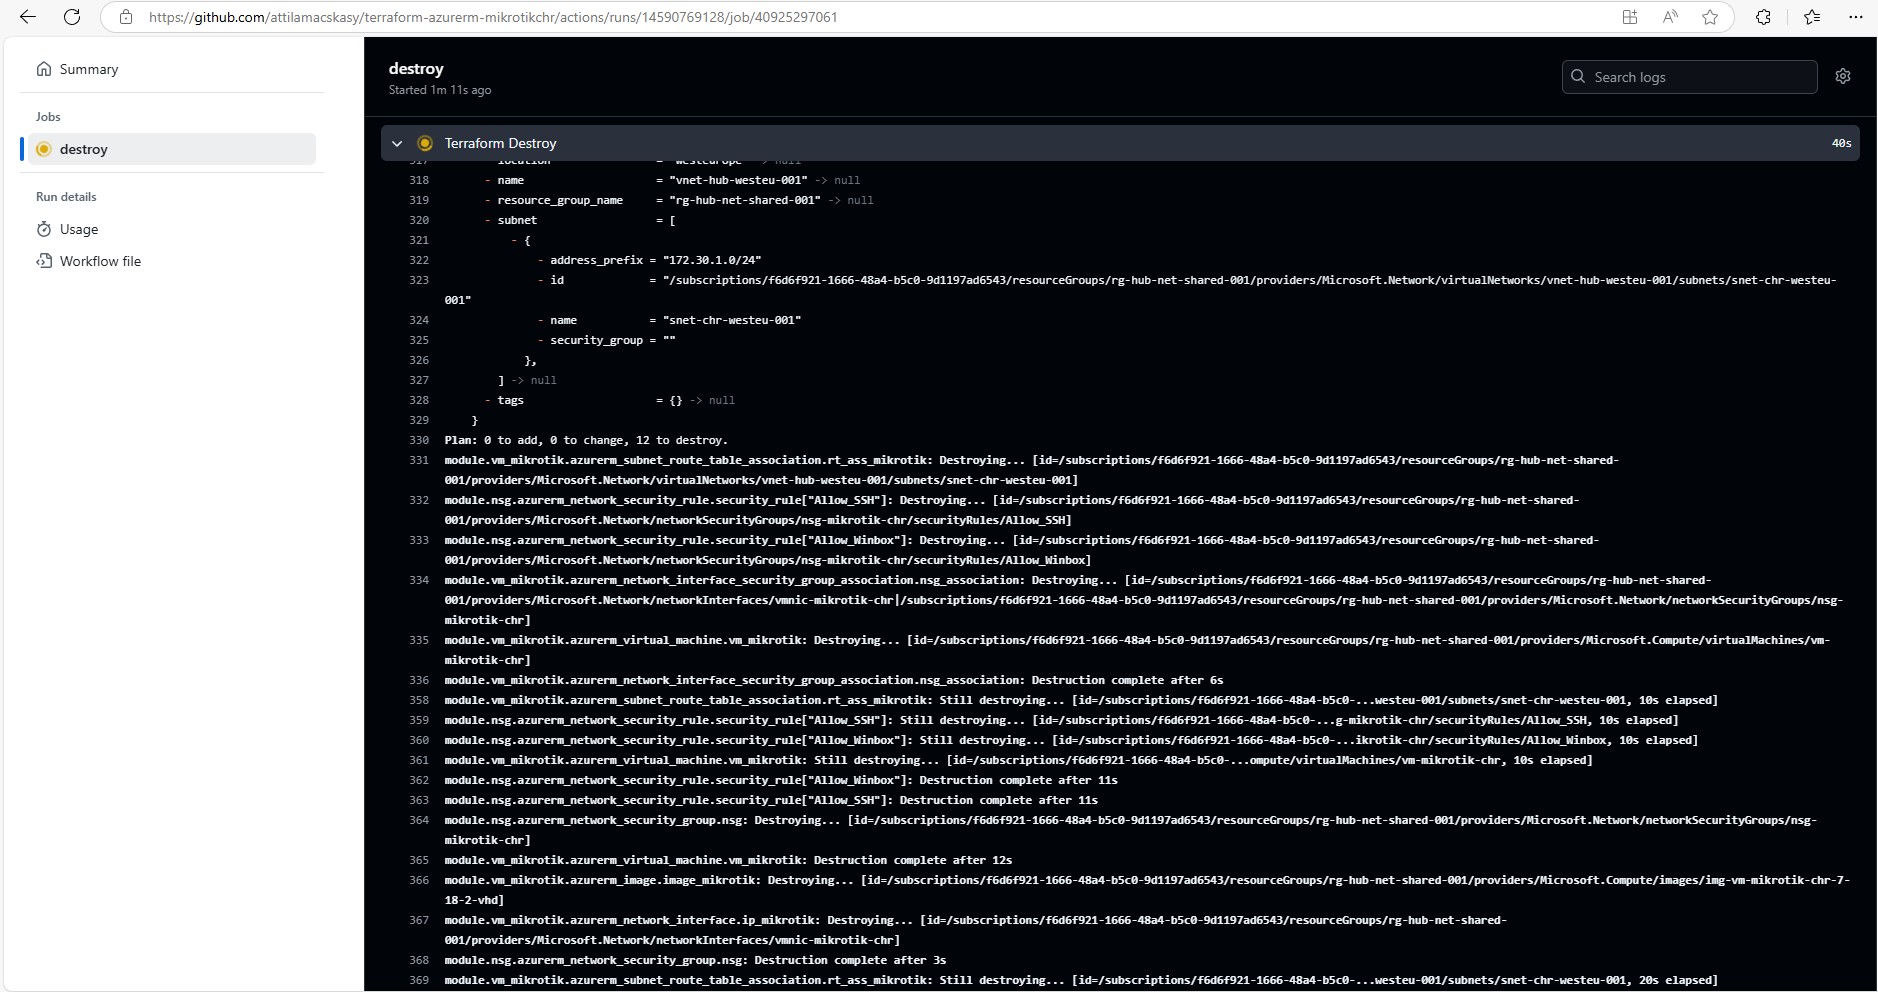 https://github.com/attilamacskasy/terraform-azurerm-mikrotikchr/actions/runs/14590769128/job/40925297061
Summary
Jobs
destroy
Run details
Usage
Workflow file
destroy
Started 1m 11s ago
Search logs
Terraform Destroy
40s
317 - location = "westeurope" -> null
318 - name = "vnet-hub-westeu-001" -> null
319 - resource_group_name = "rg-hub-net-shared-001" -> null
320 - subnet = [
321 - {
322 - address_prefix = "172.30.1.0/24"
323 - id = "/subscriptions/f6d6f921-1666-48a4-b5c0-9d1197ad6543/resourceGroups/rg-hub-net-shared-001/providers/Microsoft.Network/virtualNetworks/vnet-hub-westeu-001/subnets/snet-chr-westeu-
001"
324 - name = "snet-chr-westeu-001"
325 - security_group = ""
326 },
327 ] -> null
328 - tags = {} -> null
329 }
330 Plan: 0 to add, 0 to change, 12 to destroy.
331 module.vm_mikrotik.azurerm_subnet_route_table_association.rt_ass_mikrotik: Destroying... [id=/subscriptions/f6d6f921-1666-48a4-b5c0-9d1197ad6543/resourceGroups/rg-hub-net-shared-
001/providers/Microsoft.Network/virtualNetworks/vnet-hub-westeu-001/subnets/snet-chr-westeu-001]
332 module.nsg.azurerm_network_security_rule.security_rule["Allow_SSH"]: Destroying... [id=/subscriptions/f6d6f921-1666-48a4-b5c0-9d1197ad6543/resourceGroups/rg-hub-net-shared-
001/providers/Microsoft.Network/networkSecurityGroups/nsg-mikrotik-chr/securityRules/Allow_SSH]
333 module.nsg.azurerm_network_security_rule.security_rule["Allow_Winbox"]: Destroying... [id=/subscriptions/f6d6f921-1666-48a4-b5c0-9d1197ad6543/resourceGroups/rg-hub-net-shared-
001/providers/Microsoft.Network/networkSecurityGroups/nsg-mikrotik-chr/securityRules/Allow_Winbox]
334 module.vm_mikrotik.azurerm_network_interface_security_group_association.nsg_association: Destroying... [id=/subscriptions/f6d6f921-1666-48a4-b5c0-9d1197ad6543/resourceGroups/rg-hub-net-shared-
001/providers/Microsoft.Network/networkInterfaces/vmnic-mikrotik-chr|/subscriptions/f6d6f921-1666-48a4-b5c0-9d1197ad6543/resourceGroups/rg-hub-net-shared-001/providers/Microsoft.Network/networkSecurityGroups/nsg-
mikrotik-chr]
335 module.vm_mikrotik.azurerm_virtual_machine.vm_mikrotik: Destroying... [id=/subscriptions/f6d6f921-1666-48a4-b5c0-9d1197ad6543/resourceGroups/rg-hub-net-shared-001/providers/Microsoft.Compute/virtualMachines/vm-
mikrotik-chr]
336 module.vm_mikrotik.azurerm_network_interface_security_group_association.nsg_association: Destruction complete after 6s
358 module.vm_mikrotik.azurerm_subnet_route_table_association.rt_ass_mikrotik: Still destroying... [id=/subscriptions/f6d6f921-1666-48a4-b5c0-...westeu-001/subnets/snet-chr-westeu-001, 10s elapsed]
359 module.nsg.azurerm_network_security_rule.security_rule["Allow_SSH"]: Still destroying... [id=/subscriptions/f6d6f921-1666-48a4-b5c0-...g-mikrotik-chr/securityRules/Allow_SSH, 10s elapsed]
360 module.nsg.azurerm_network_security_rule.security_rule["Allow_Winbox"]: Still destroying... [id=/subscriptions/f6d6f921-1666-48a4-b5c0-...ikrotik-chr/securityRules/Allow_Winbox, 10s elapsed]
361 module.vm_mikrotik.azurerm_virtual_machine.vm_mikrotik: Still destroying... [id=/subscriptions/f6d6f921-1666-48a4-b5c0-...ompute/virtualMachines/vm-mikrotik-chr, 10s elapsed]
362 module.nsg.azurerm_network_security_rule.security_rule["Allow_Winbox"]: Destruction complete after 11s
363 module.nsg.azurerm_network_security_rule.security_rule["Allow_SSH"]: Destruction complete after 11s
364 module.nsg.azurerm_network_security_group.nsg: Destroying... [id=/subscriptions/f6d6f921-1666-48a4-b5c0-9d1197ad6543/resourceGroups/rg-hub-net-shared-001/providers/Microsoft.Network/networkSecurityGroups/nsg-
mikrotik-chr]
365 module.vm_mikrotik.azurerm_virtual_machine.vm_mikrotik: Destruction complete after 12s
366 module.vm_mikrotik.azurerm_image.image_mikrotik: Destroying... [id=/subscriptions/f6d6f921-1666-48a4-b5c0-9d1197ad6543/resourceGroups/rg-hub-net-shared-001/providers/Microsoft.Compute/images/img-vm-mikrotik-chr-7-
18-2-vhd]
367 module.vm_mikrotik.azurerm_network_interface.ip_mikrotik: Destroying... [id=/subscriptions/f6d6f921-1666-48a4-b5c0-9d1197ad6543/resourceGroups/rg-hub-net-shared-
001/providers/Microsoft.Network/networkInterfaces/vmnic-mikrotik-chr]
368 module.nsg.azurerm_network_security_group.nsg: Destruction complete after 3s
369 module.vm_mikrotik.azurerm_subnet_route_table_association.rt_ass_mikrotik: Still destroying... [id=/subscriptions/f6d6f921-1666-48a4-b5c0-...westeu-001/subnets/snet-chr-westeu-001, 20s elapsed]